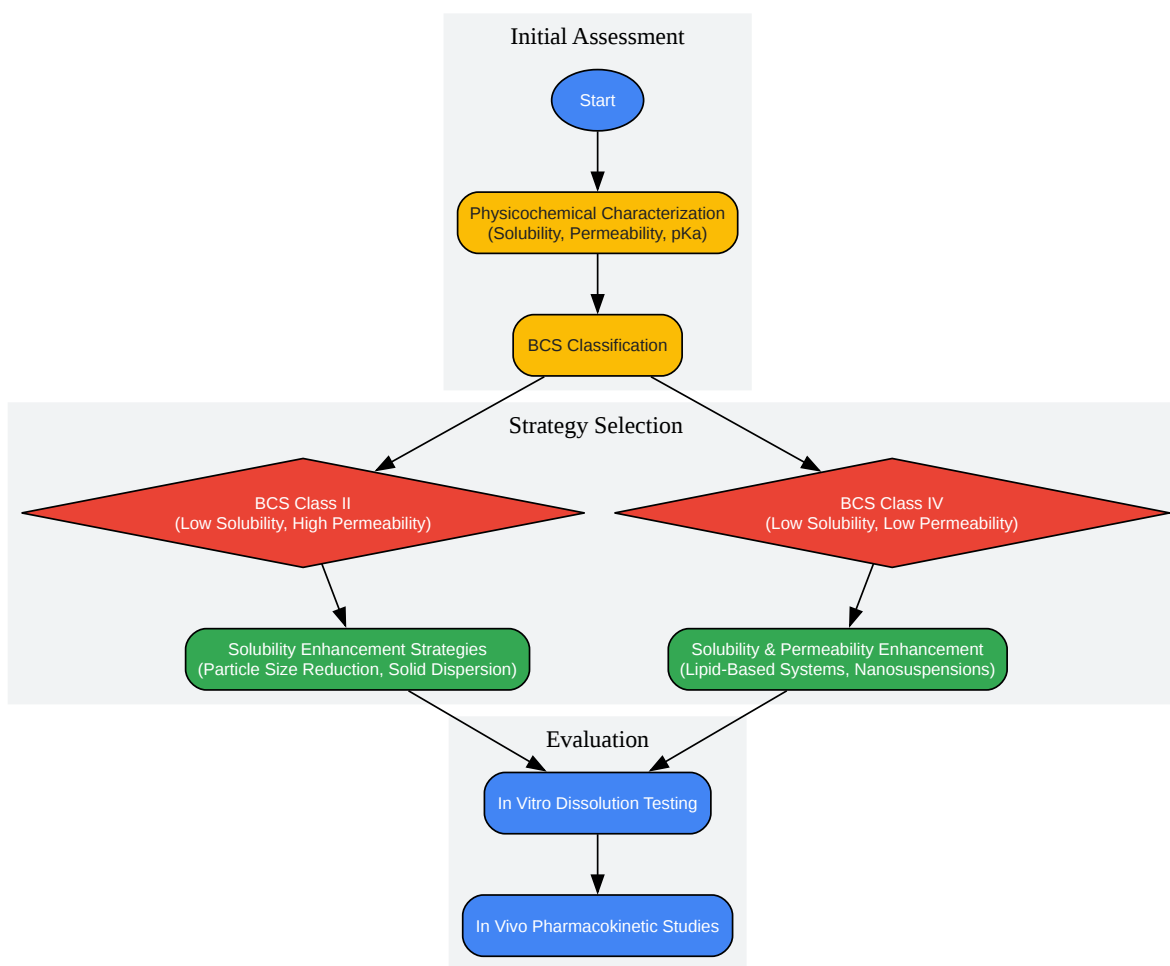 Initial Assessment
Start
Physicochemical Characterization
(Solubility, Permeability, pKa)
BCS Classification
Strategy Selection
BCS Class II
(Low Solubility, High Permeability)
BCS Class IV
(Low Solubility, Low Permeability)
Solubility Enhancement Strategies
(Particle Size Reduction, Solid Dispersion)
Solubility & Permeability Enhancement
(Lipid-Based Systems, Nanosuspensions)
Evaluation
In Vitro Dissolution Testing
In Vivo Pharmacokinetic Studies